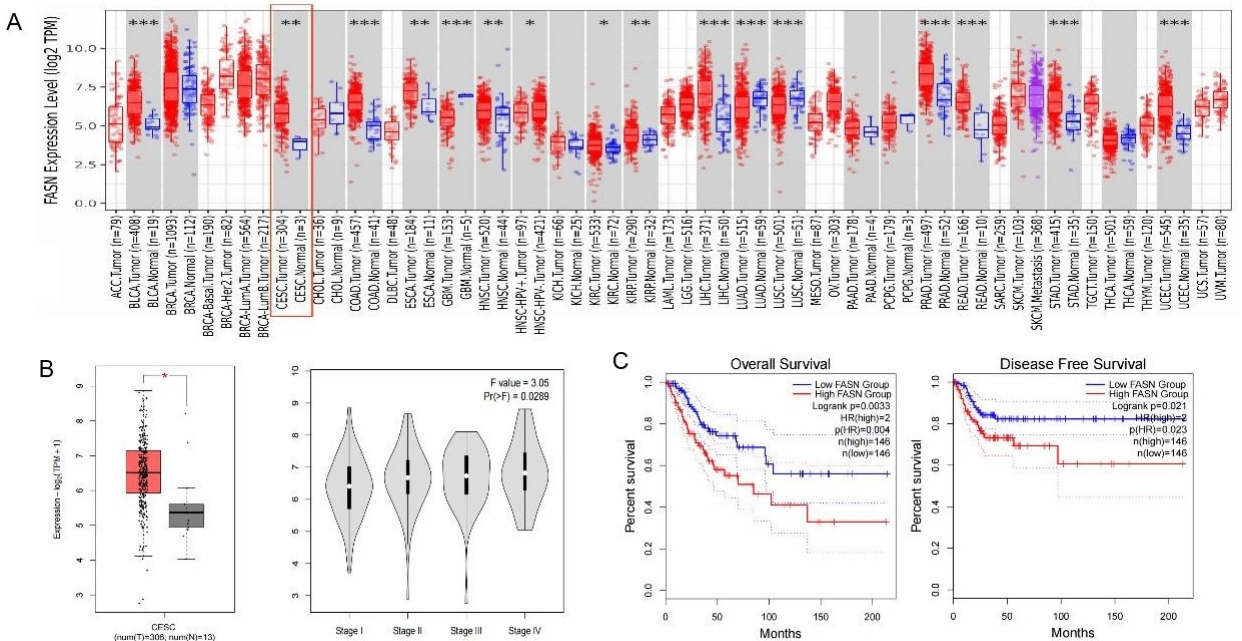 A
FASN Expression Level (log2 TPM)
10.0
7.5
5.0
2.5
0.0
*** ** *** ** *** ** * * ** *** *** *** *** *** *** ***
ACC.Tumor (n=79)
BLCA.Tumor (n=408)
BLCA.Normal (n=19)
BRCA.Tumor (n=1093)
BRCA.Normal (n=112)
BRCA-Basal.Tumor (n=190)
BRCA-Her2.Tumor (n=82)
BRCA-LumA.Tumor (n=564)
BRCA-LumB.Tumor (n=217)
CESC.Tumor (n=304)
CESC.Normal (n=3)
CHOL.Tumor (n=36)
CHOL.Normal (n=9)
COAD.Tumor (n=457)
COAD.Normal (n=41)
DLBC.Tumor (n=48)
ESCA.Tumor (n=184)
ESCA.Normal (n=11)
GBM.Tumor (n=153)
GBM.Normal (n=5)
HNSC.Tumor (n=520)
HNSC.Normal (n=44)
HNSC-HPV+.Tumor (n=97)
HNSC-HPV-.Tumor (n=421)
KICH.Tumor (n=66)
KICH.Normal (n=25)
KIRC.Tumor (n=533)
KIRC.Normal (n=72)
KIRP.Tumor (n=290)
KIRP.Normal (n=32)
LAML.Tumor (n=173)
LGG.Tumor (n=516)
LIHC.Tumor (n=371)
LIHC.Normal (n=50)
LUAD.Tumor (n=515)
LUAD.Normal (n=59)
LUSC.Tumor (n=501)
LUSC.Normal (n=51)
MESO.Tumor (n=87)
OV.Tumor (n=303)
PAAD.Tumor (n=178)
PAAD.Normal (n=4)
PCPG.Tumor (n=179)
PCPG.Normal (n=3)
PRAD.Tumor (n=497)
PRAD.Normal (n=52)
READ.Tumor (n=166)
READ.Normal (n=10)
SARC.Tumor (n=259)
SKCM.Tumor (n=103)
SKCM.Metastasis (n=368)
STAD.Tumor (n=415)
STAD.Normal (n=35)
TGCT.Tumor (n=150)
THCA.Tumor (n=501)
THCA.Normal (n=59)
THYM.Tumor (n=120)
UCEC.Tumor (n=545)
UCEC.Normal (n=35)
UCS.Tumor (n=57)
UVM.Tumor (n=80)
B
Expression − log₂(TPM + 1)
9
8
7
6
5
4
3
*
CESC
(num(T)=306; num(N)=13)
10
9
8
7
6
5
4
3
F value = 3.05
Pr(>F) = 0.0289
Stage I Stage II Stage III Stage IV
C
Overall Survival
Percent survival
1.0
0.8
0.6
0.4
0.2
0.0
Low FASN Group
High FASN Group
Logrank p=0.0033
HR(high)=2
p(HR)=0.004
n(high)=146
n(low)=146
0 50 100 150 200
Months
Disease Free Survival
Percent survival
1.0
0.8
0.6
0.4
0.2
0.0
Low FASN Group
High FASN Group
Logrank p=0.021
HR(high)=2
p(HR)=0.023
n(high)=146
n(low)=146
0 50 100 150 200
Months